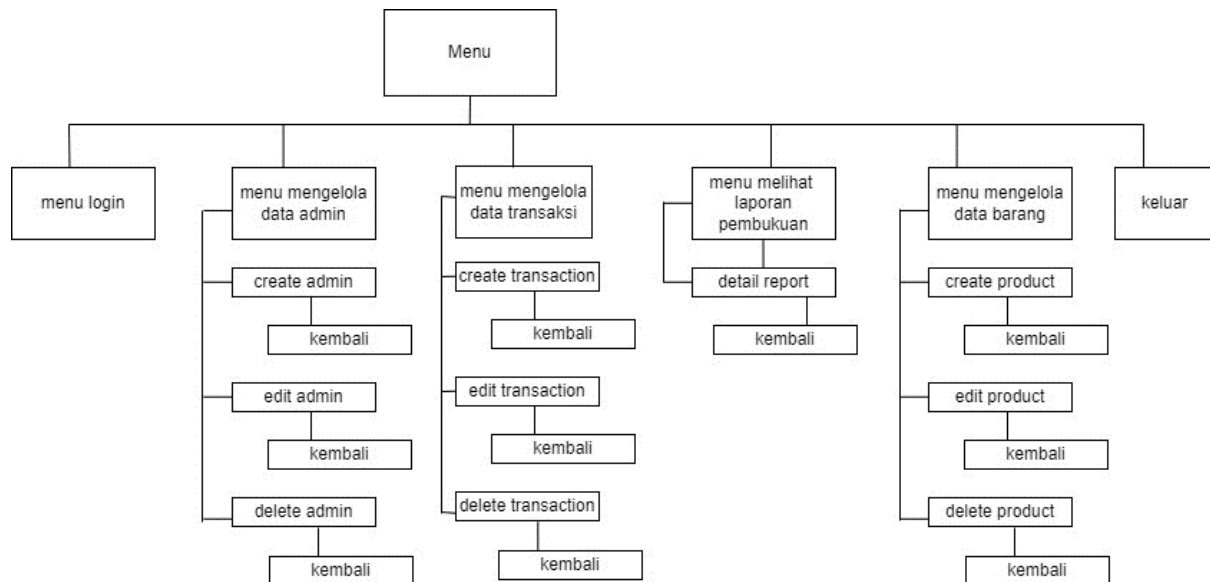 Menu
menu login
menu mengelola
data admin
menu mengelola
data transaksi
menu melihat
laporan
pembukuan
menu mengelola
data barang
keluar
create admin
create transaction
detail report
create product
kembali
kembali
kembali
kembali
edit admin
edit transaction
edit product
kembali
kembali
kembali
delete admin
delete transaction
delete product
kembali
kembali
kembali